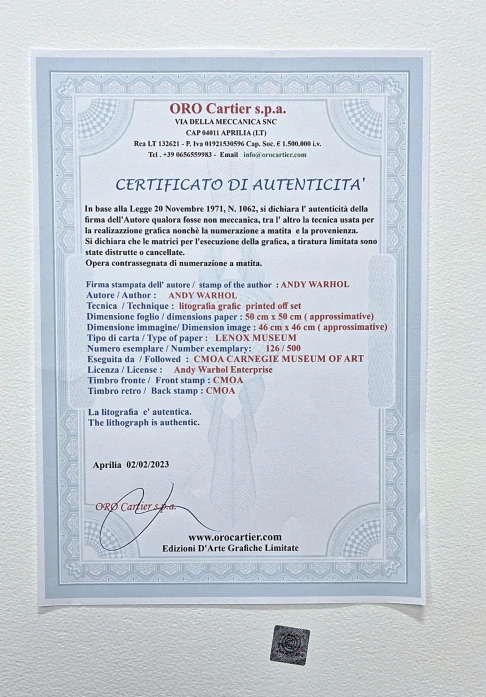 ORO Cartier s.p.a.
VIA DELLA MECCANICA SNC
CAP 04011 APRILIA (LT)
Rea LT 132621 - P. Iva 01921530596 Cap. Soc. € 1.500.000 i.v.
Tel . +39 0656559983 - Email info@orocartier.com
CERTIFICATO DI AUTENTICITA'
In base alla Legge 20 Novembre 1971, N. 1062, si dichiara l' autenticità della
firma dell'Autore qualora fosse non meccanica, tra l' altro la tecnica usata per
la realizazzione grafica nonchè la numerazione a matita e la provenienza.
Si dichiara che le matrici per l'esecuzione della grafica, a tiratura limitata sono
state distrutte o cancellate.
Opera contrassegnata di numerazione a matita.
Firma stampata dell' autore / stamp of the author : ANDY WARHOL
Autore / Author : ANDY WARHOL
Tecnica / Technique : litografia grafic printed off set
Dimensione foglio / dimensions paper : 50 cm x 50 cm ( approssimative)
Dimensione immagine/ Dimension image : 46 cm x 46 cm ( approssimative)
Tipo di carta / Type of paper : LENOX MUSEUM
Numero esemplare / Number exemplary: 126 / 500
Eseguita da / Followed : CMOA CARNEGIE MUSEUM OF ART
Licenza / License : Andy Warhol Enterprise
Timbro fronte / Front stamp : CMOA
Timbro retro / Back stamp : CMOA
La litografia e' autentica.
The lithograph is authentic.
Aprilia 02/02/2023
ORO Cartier s.p.a.
www.orocartier.com
Edizioni D'Arte Grafiche Limitate